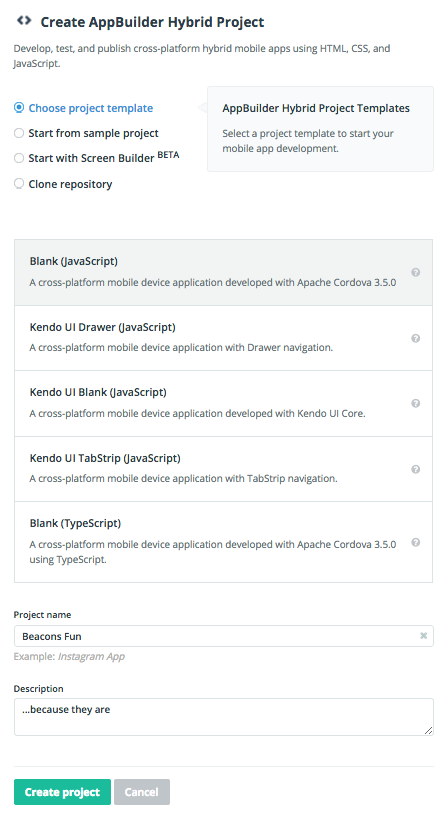 Create AppBuilder Hybrid Project
Develop, test, and publish cross-platform hybrid mobile apps using HTML, CSS, and
JavaScript.
Choose project template
Start from sample project
Start with Screen Builder BETA
Clone repository
AppBuilder Hybrid Project Templates
Select a project template to start your
mobile app development.
Blank (JavaScript)
A cross-platform mobile device application developed with Apache Cordova 3.5.0
Kendo UI Drawer (JavaScript)
A cross-platform mobile device application with Drawer navigation.
Kendo UI Blank (JavaScript)
A cross-platform mobile device application developed with Kendo UI Core.
Kendo UI TabStrip (JavaScript)
A cross-platform mobile device application with TabStrip navigation.
Blank (TypeScript)
A cross-platform mobile device application developed with Apache Cordova 3.5.0
using TypeScript.
Project name
Beacons Fun
Example: Instagram App
Description
...because they are
Create project
Cancel